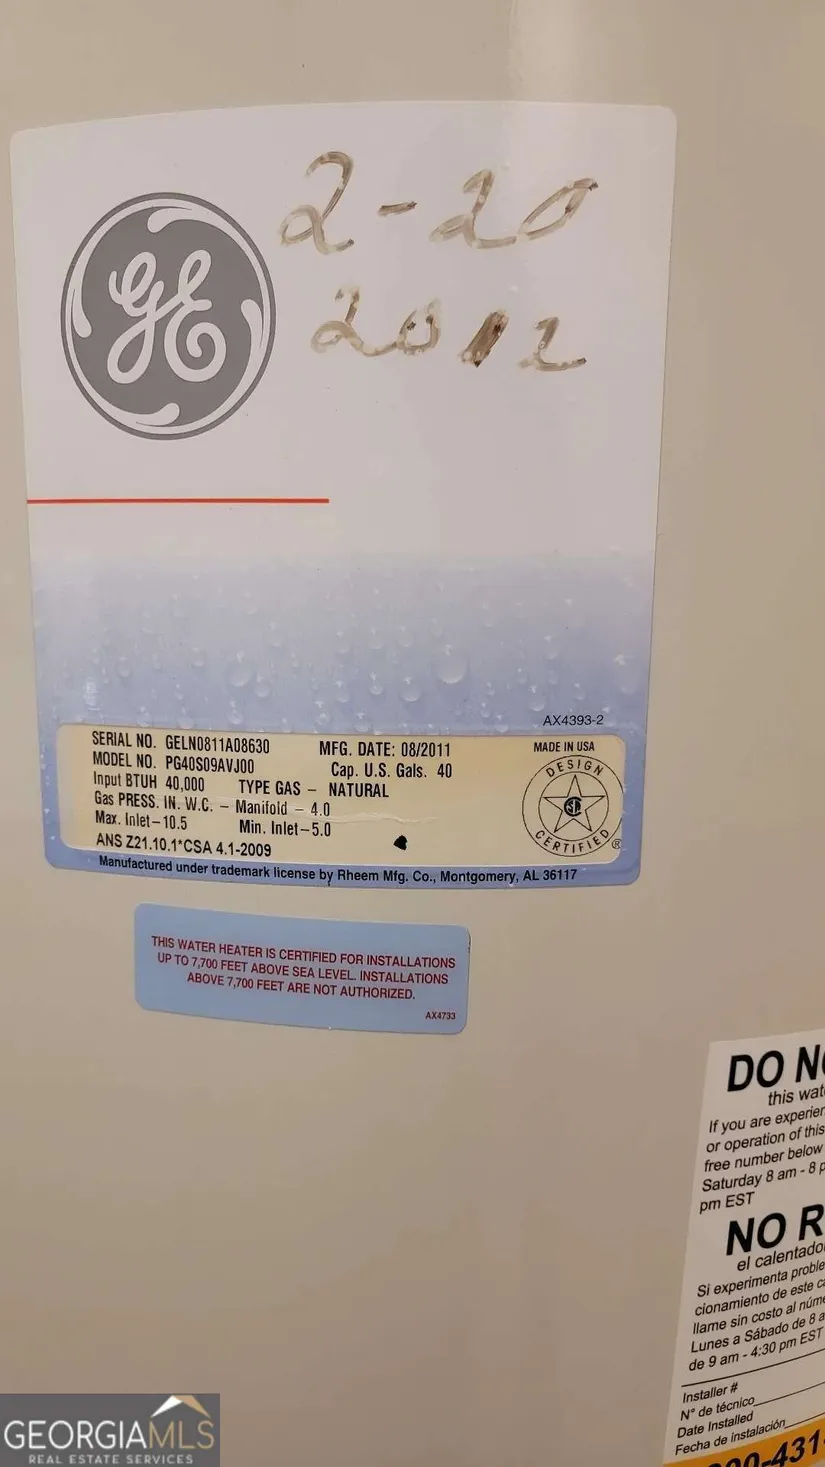 2-20
2012
GE
AX4393-2
SERIAL NO. GELN0811A08630 MFG. DATE: 08/2011 MADE IN USA
MODEL NO. PG40S09AVJ00 Cap. U.S. Gals. 40
Input BTUH 40,000 TYPE GAS - NATURAL
Gas PRESS. IN. W.C. - Manifold - 4.0
Max. Inlet-10.5 Min. Inlet-5.0
ANS Z21.10.1*CSA 4.1-2009
DESIGN
CERTIFIED
®
Manufactured under trademark license by Rheem Mfg. Co., Montgomery, AL 36117
THIS WATER HEATER IS CERTIFIED FOR INSTALLATIONS
UP TO 7,700 FEET ABOVE SEA LEVEL. INSTALLATIONS
ABOVE 7,700 FEET ARE NOT AUTHORIZED.
AX4733
DO
this
If you are
or operation of this
free number below
Saturday 8 am - 8
pm EST
NO
el
Si experimenta
cionamiento de este
llame sin costo al
Lunes a Sábado de 8
de 9 am - 4:30 pm EST
Installer #
N° de técnico
Date Installed
Fecha de instalación
GEORGIAMLS
REAL ESTATE SERVICES